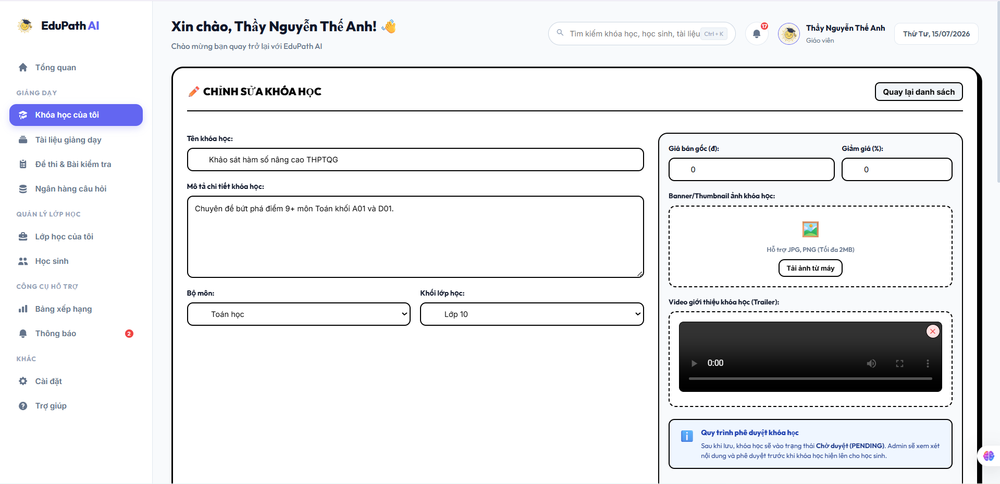 EduPath AI
Tổng quan
GIẢNG DẠY
Khóa học của tôi
Tài liệu giảng dạy
Đề thi & Bài kiểm tra
Ngân hàng câu hỏi
QUẢN LÝ LỚP HỌC
Lớp học của tôi
Học sinh
CÔNG CỤ HỖ TRỢ
Bảng xếp hạng
Thông báo
2
KHÁC
Cài đặt
Trợ giúp
Xin chào, Thầy Nguyễn Thế Anh! 👋
Chào mừng bạn quay trở lại với EduPath AI
Tìm kiếm khóa học, học sinh, tài liệu
Ctrl + K
17
Thầy Nguyễn Thế Anh
Giáo viên
Thứ Tư, 15/07/2026
CHỈNH SỬA KHÓA HỌC
Quay lại danh sách
Tên khóa học:
Khảo sát hàm số nâng cao THPTQG
Mô tả chi tiết khóa học:
Chuyên đề bứt phá điểm 9+ môn Toán khối A01 và D01.
Bộ môn:
Toán học
Khối lớp học:
Lớp 10
Giá bán gốc (đ):
0
Giảm giá (%):
0
Banner/Thumbnail ảnh khóa học:
Hỗ trợ JPG, PNG (Tối đa 2MB)
Tải ảnh từ máy
Video giới thiệu khóa học (Trailer):
0:00
Quy trình phê duyệt khóa học
Sau khi lưu, khóa học sẽ vào trạng thái Chờ duyệt (PENDING). Admin sẽ xem xét
nội dung và phê duyệt trước khi khóa học hiện lên cho học sinh.